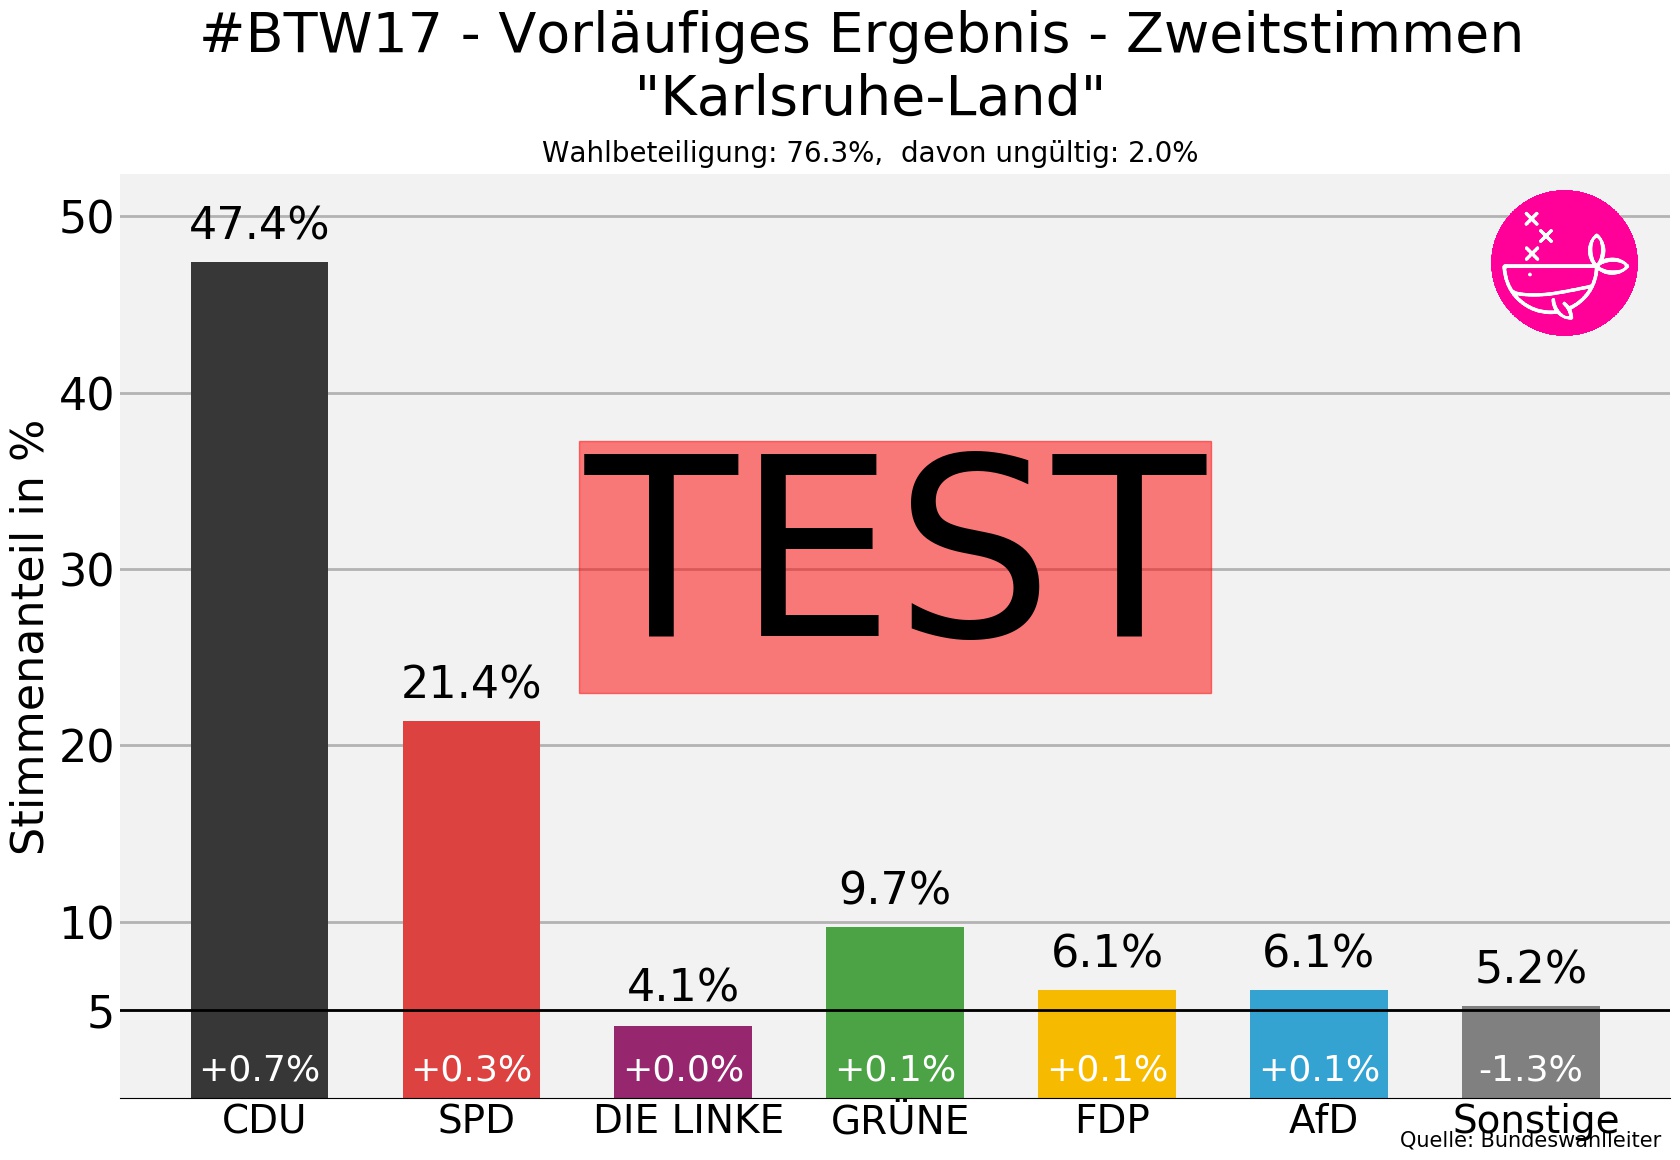 #BTW17 - Vorläufiges Ergebnis - Zweitstimmen
"Karlsruhe-Land"
Wahlbeteiligung: 76.3%,  davon ungültig: 2.0%
Stimmenanteil in %
50
40
30
20
10
5
47.4%
21.4%
4.1%
9.7%
6.1%
6.1%
5.2%
TEST
+0.7%
+0.3%
+0.0%
+0.1%
+0.1%
+0.1%
-1.3%
CDU
SPD
DIE LINKE
GRÜNE
FDP
AfD
Sonstige
Quelle: Bundeswahlleiter